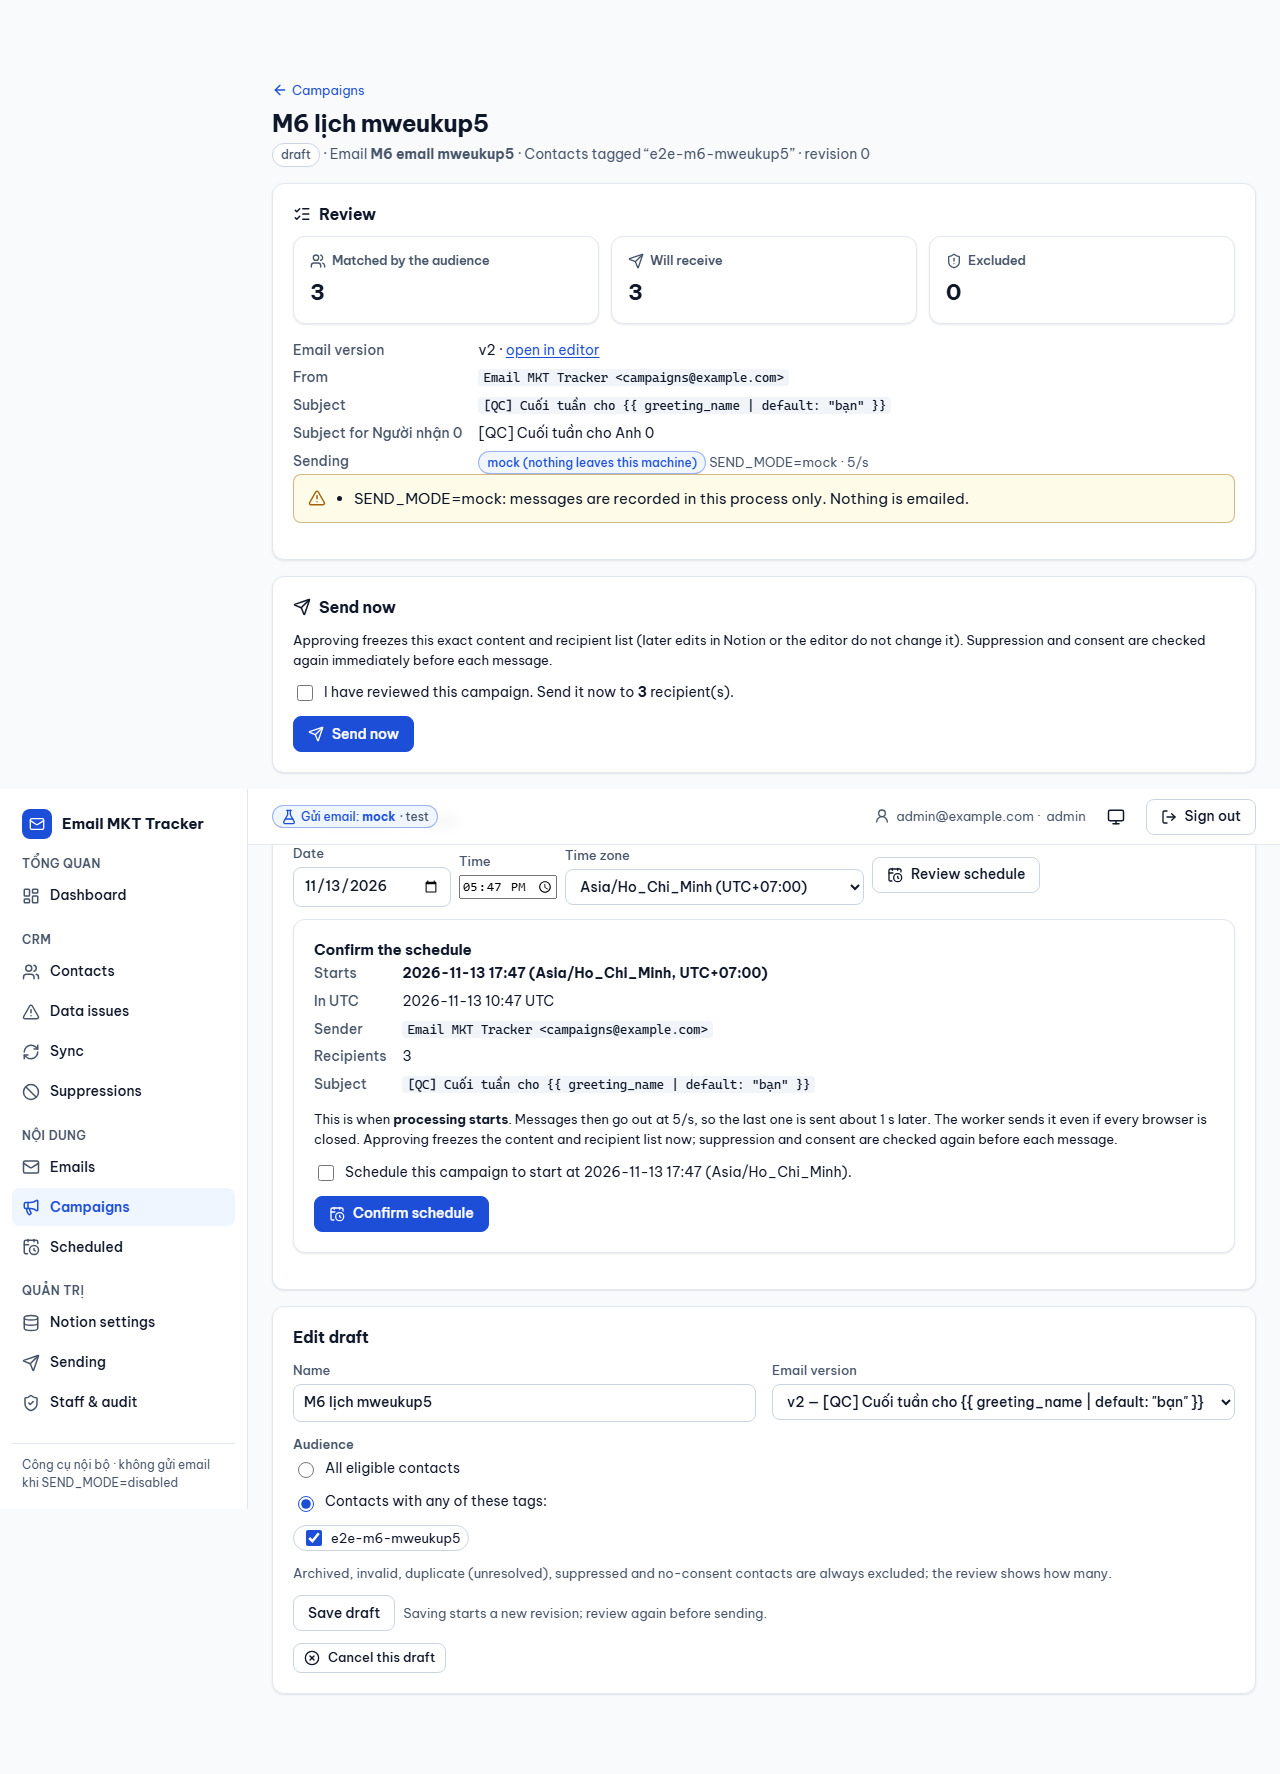 Campaigns
M6 lịch mweukup5
draft · Email M6 email mweukup5 · Contacts tagged “e2e-m6-mweukup5” · revision 0
Review
Matched by the audience
3
Will receive
3
Excluded
0
Email version v2 · open in editor
From Email MKT Tracker <campaigns@example.com>
Subject [QC] Cuối tuần cho {{ greeting_name | default: "bạn" }}
Subject for Người nhận 0 [QC] Cuối tuần cho Anh 0
Sending mock (nothing leaves this machine) SEND_MODE=mock · 5/s
• SEND_MODE=mock: messages are recorded in this process only. Nothing is emailed.
Send now
Approving freezes this exact content and recipient list (later edits in Notion or the editor do not change it). Suppression and consent are checked
again immediately before each message.
I have reviewed this campaign. Send it now to 3 recipient(s).
Send now
Email MKT Tracker
TỔNG QUAN
Dashboard
CRM
Contacts
Data issues
Sync
Suppressions
NỘI DUNG
Emails
Campaigns
Scheduled
QUẢN TRỊ
Notion settings
Sending
Staff & audit
Công cụ nội bộ · không gửi email
khi SEND_MODE=disabled
Gửi email: mock · test
admin@example.com · admin
Sign out
Date
11/13/2026
Time
05:47 PM
Time zone
Asia/Ho_Chi_Minh (UTC+07:00)
Review schedule
Confirm the schedule
Starts 2026-11-13 17:47 (Asia/Ho_Chi_Minh, UTC+07:00)
In UTC 2026-11-13 10:47 UTC
Sender Email MKT Tracker <campaigns@example.com>
Recipients 3
Subject [QC] Cuối tuần cho {{ greeting_name | default: "bạn" }}
This is when processing starts. Messages then go out at 5/s, so the last one is sent about 1 s later. The worker sends it even if every browser is
closed. Approving freezes the content and recipient list now; suppression and consent are checked again before each message.
Schedule this campaign to start at 2026-11-13 17:47 (Asia/Ho_Chi_Minh).
Confirm schedule
Edit draft
Name
M6 lịch mweukup5
Email version
v2 — [QC] Cuối tuần cho {{ greeting_name | default: "bạn" }}
Audience
All eligible contacts
Contacts with any of these tags:
e2e-m6-mweukup5
Archived, invalid, duplicate (unresolved), suppressed and no-consent contacts are always excluded; the review shows how many.
Save draft Saving starts a new revision; review again before sending.
Cancel this draft